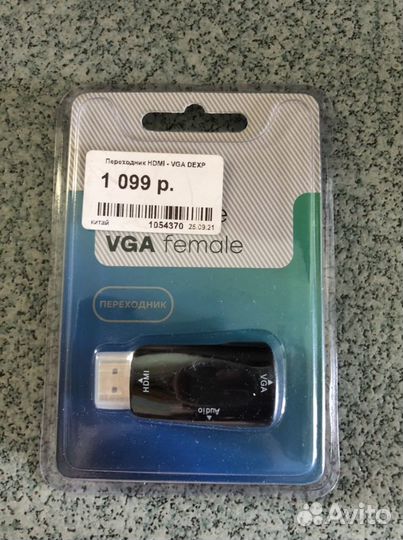 Переходник HDMI - VGA DEXP
1 099 р.
китай
1054370 25.09.21
VGA female
ПЕРЕХОДНИК
HDMI
Audio
VGA
Avito